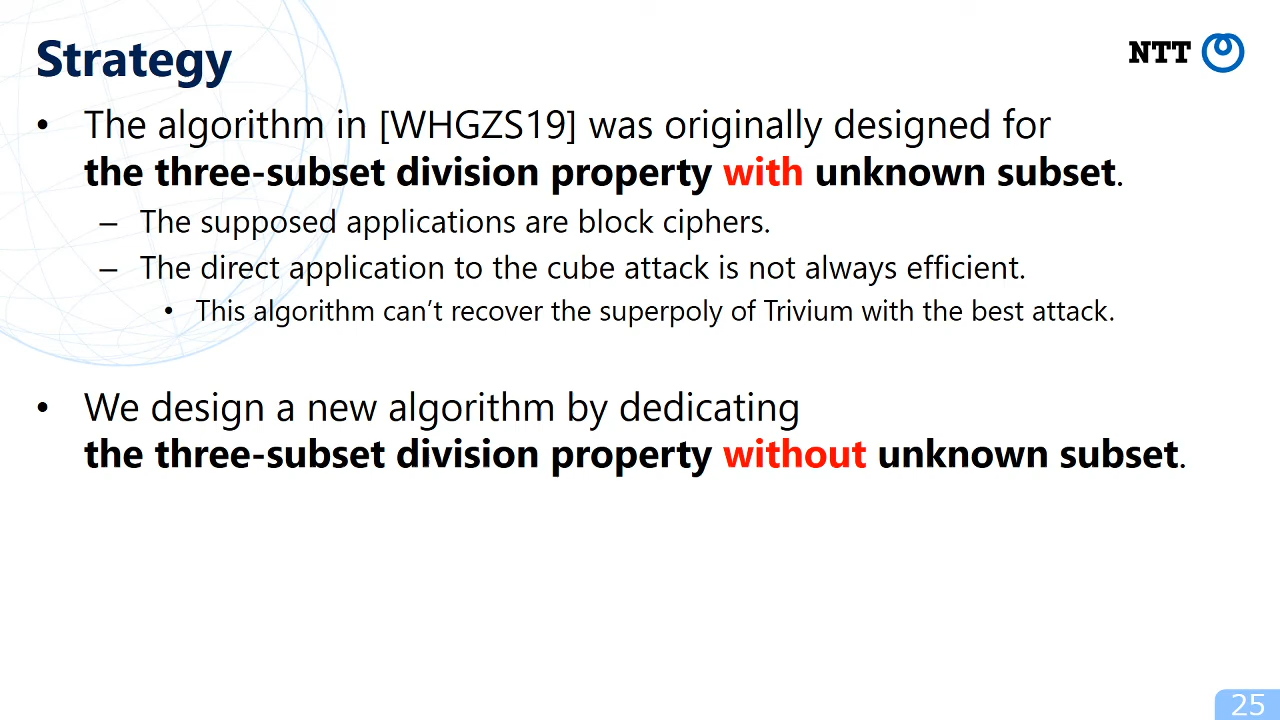 Strategy
NTT
• The algorithm in [WHGZS19] was originally designed for
the three-subset division property with unknown subset.
– The supposed applications are block ciphers.
– The direct application to the cube attack is not always efficient.
• This algorithm can’t recover the superpoly of Trivium with the best attack.
• We design a new algorithm by dedicating
the three-subset division property without unknown subset.
25